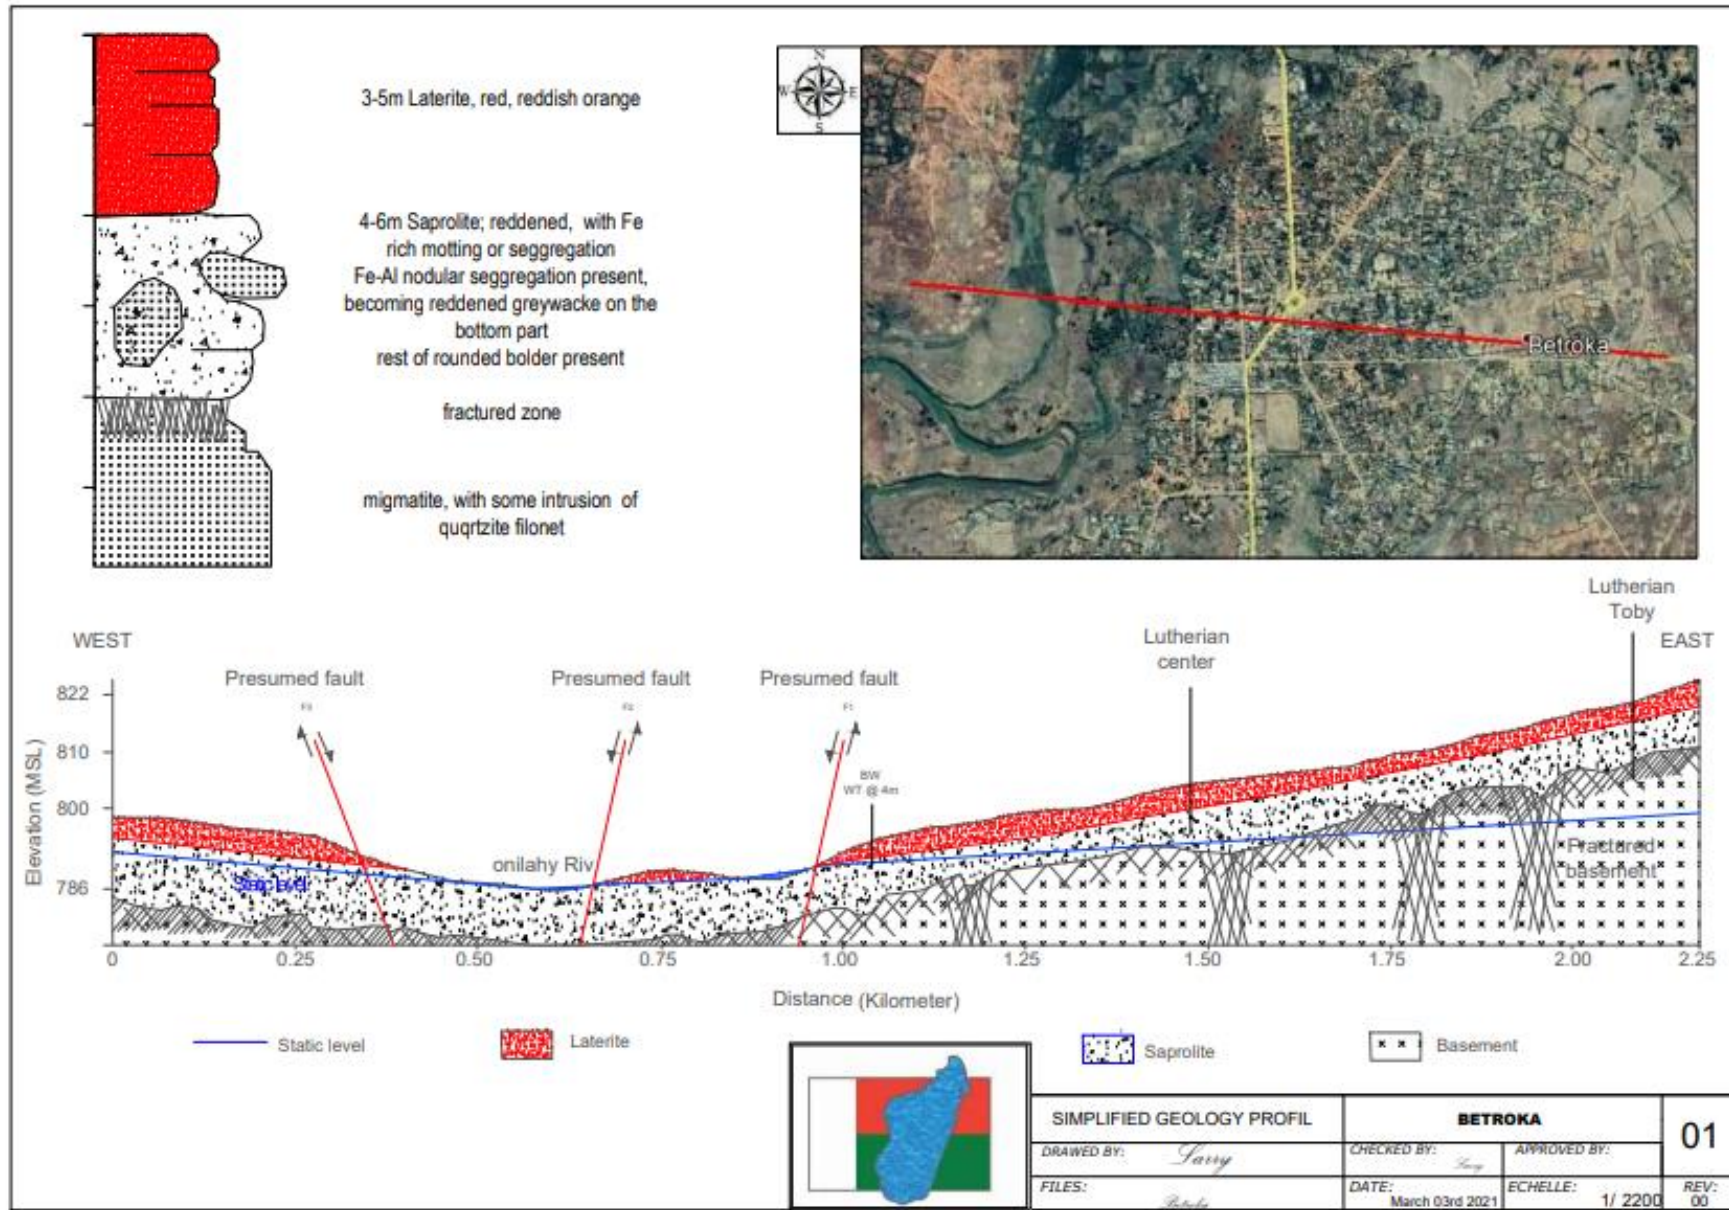 3-5m Laterite, red, reddish orange
4-6m Saprolite; reddened, with Fe
rich motting or seggregation
Fe-Al nodular seggregation present,
becoming reddened greywacke on the
bottom part
rest of rounded bolder present
fractured zone
migmatite, with some intrusion of
quqrtzite filonet
N
W E
S
Betroka
Lutherian
Toby
WEST
Lutherian
center
EAST
Presumed fault
Presumed fault
Presumed fault
F3
F2
F1
822
810
800
786
Elevation (MSL)
BW
WT @ 4m
onilahy Riv
Fractured
basement
0
0.25
0.50
0.75
1.00
1.25
1.50
1.75
2.00
2.25
Distance (Kilometer)
Static level
Laterite
Saprolite
Basement
SIMPLIFIED GEOLOGY PROFIL
BETROKA
01
DRAWED BY: Larry
CHECKED BY: Larry
APPROVED BY:
FILES: Betroka
DATE: March 03rd 2021
ECHELLE: 1/ 2200
REV: 00